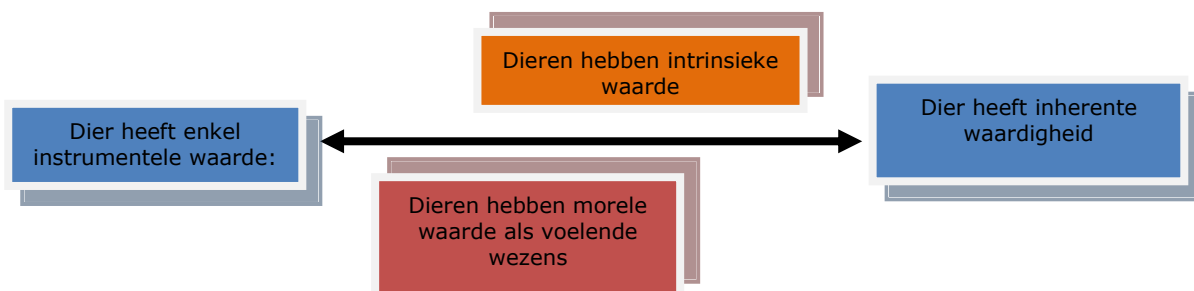 Dieren hebben intrinsieke
waarde
Dier heeft enkel
instrumentele waarde:
Dier heeft inherente
waardigheid
Dieren hebben morele
waarde als voelende
wezens